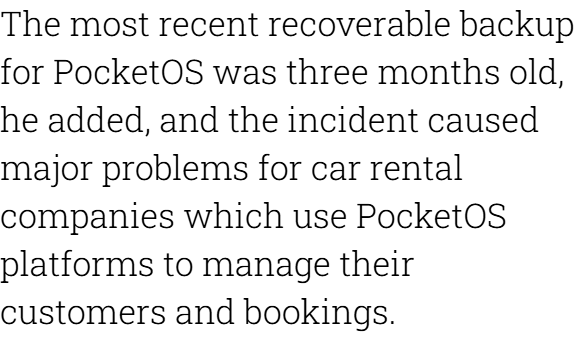 The most recent recoverable backup
for PocketOS was three months old,
he added, and the incident caused
major problems for car rental
companies which use PocketOS
platforms to manage their
customers and bookings.